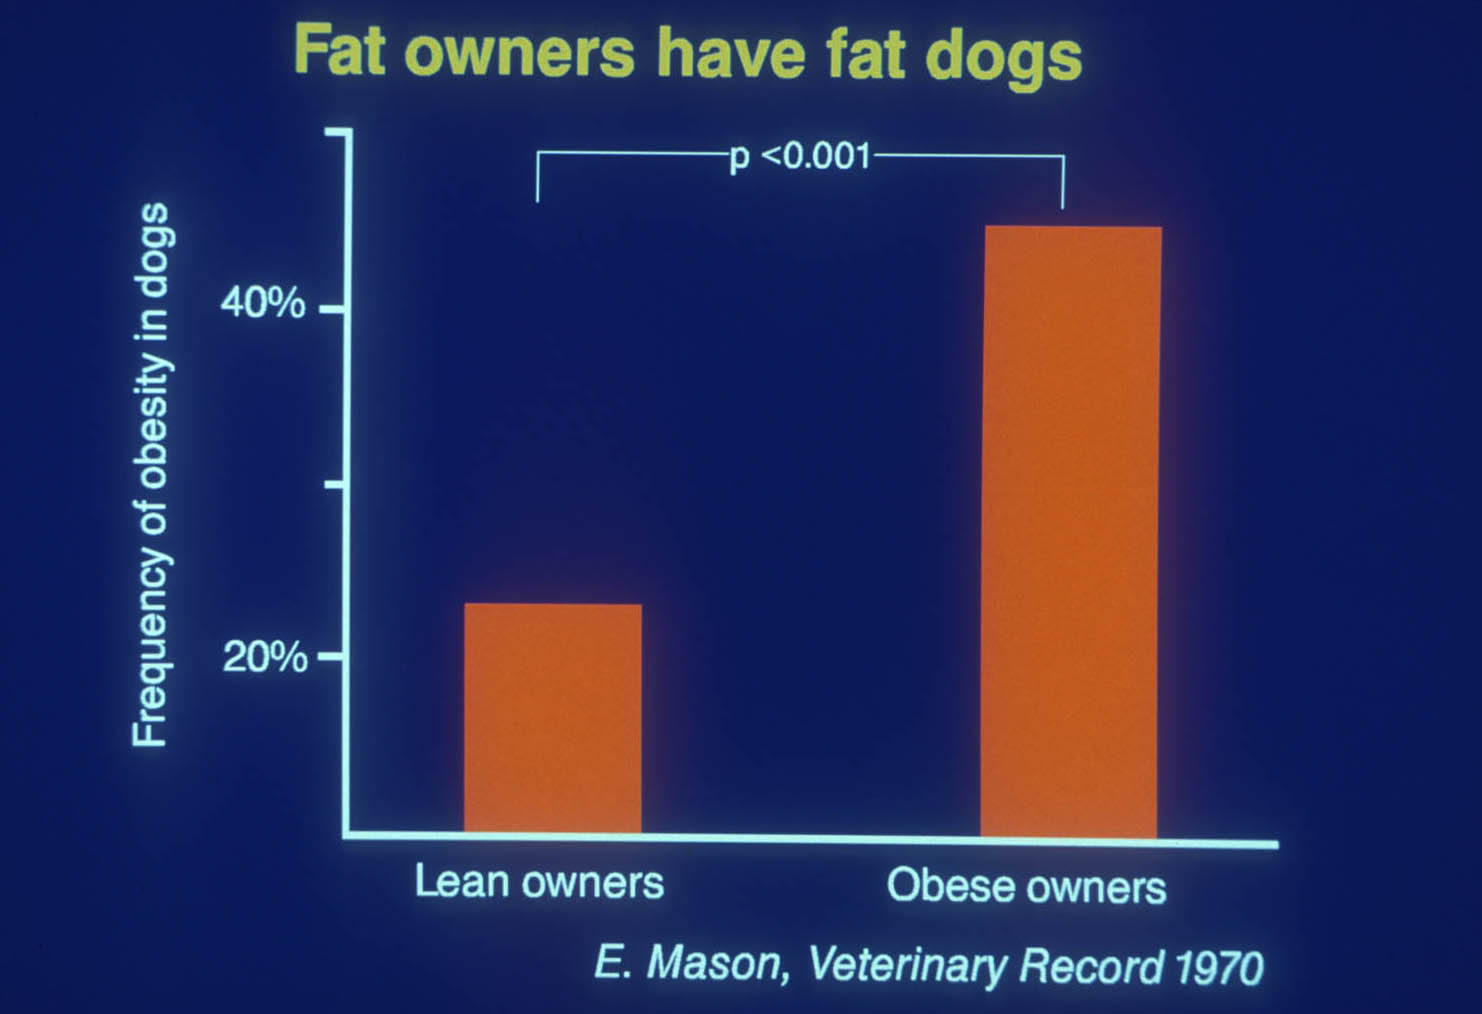 Fat owners have fat dogs
p <0.001
Frequency of obesity in dogs
40%
20%
Lean owners
Obese owners
E. Mason, Veterinary Record 1970